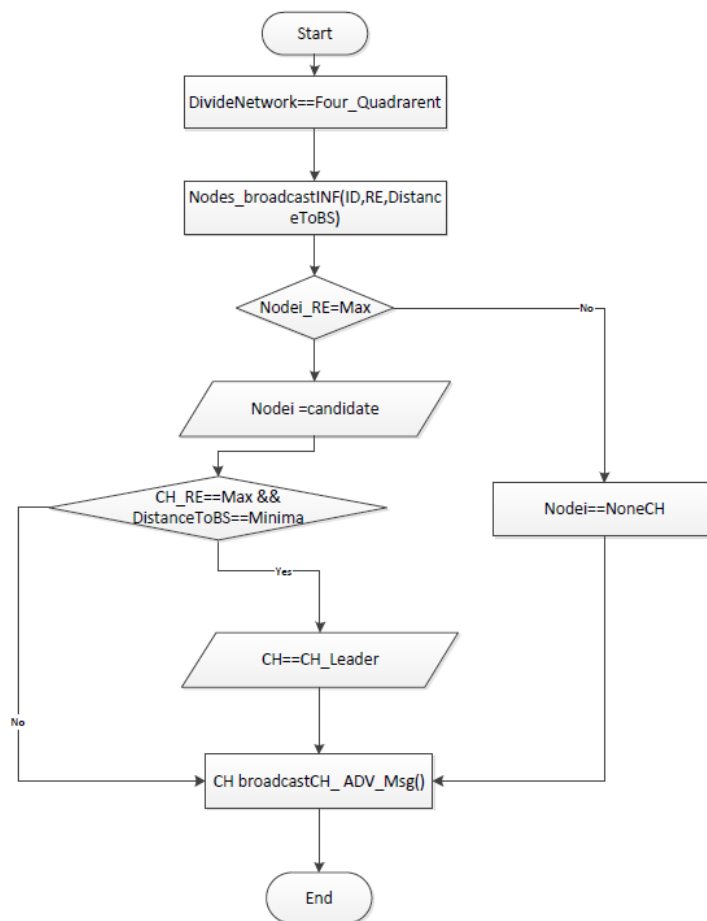 Start
DivideNetwork==Four_Quadrarent
Nodes_broadcastINF(ID,RE,Distanc
eToBS)
Nodei_RE=Max
No
Nodei =candidate
CH_RE==Max &&
DistanceToBS==Minima
Nodei==NoneCH
Yes
CH==CH_Leader
No
CH broadcastCH_ ADV_Msg()
End